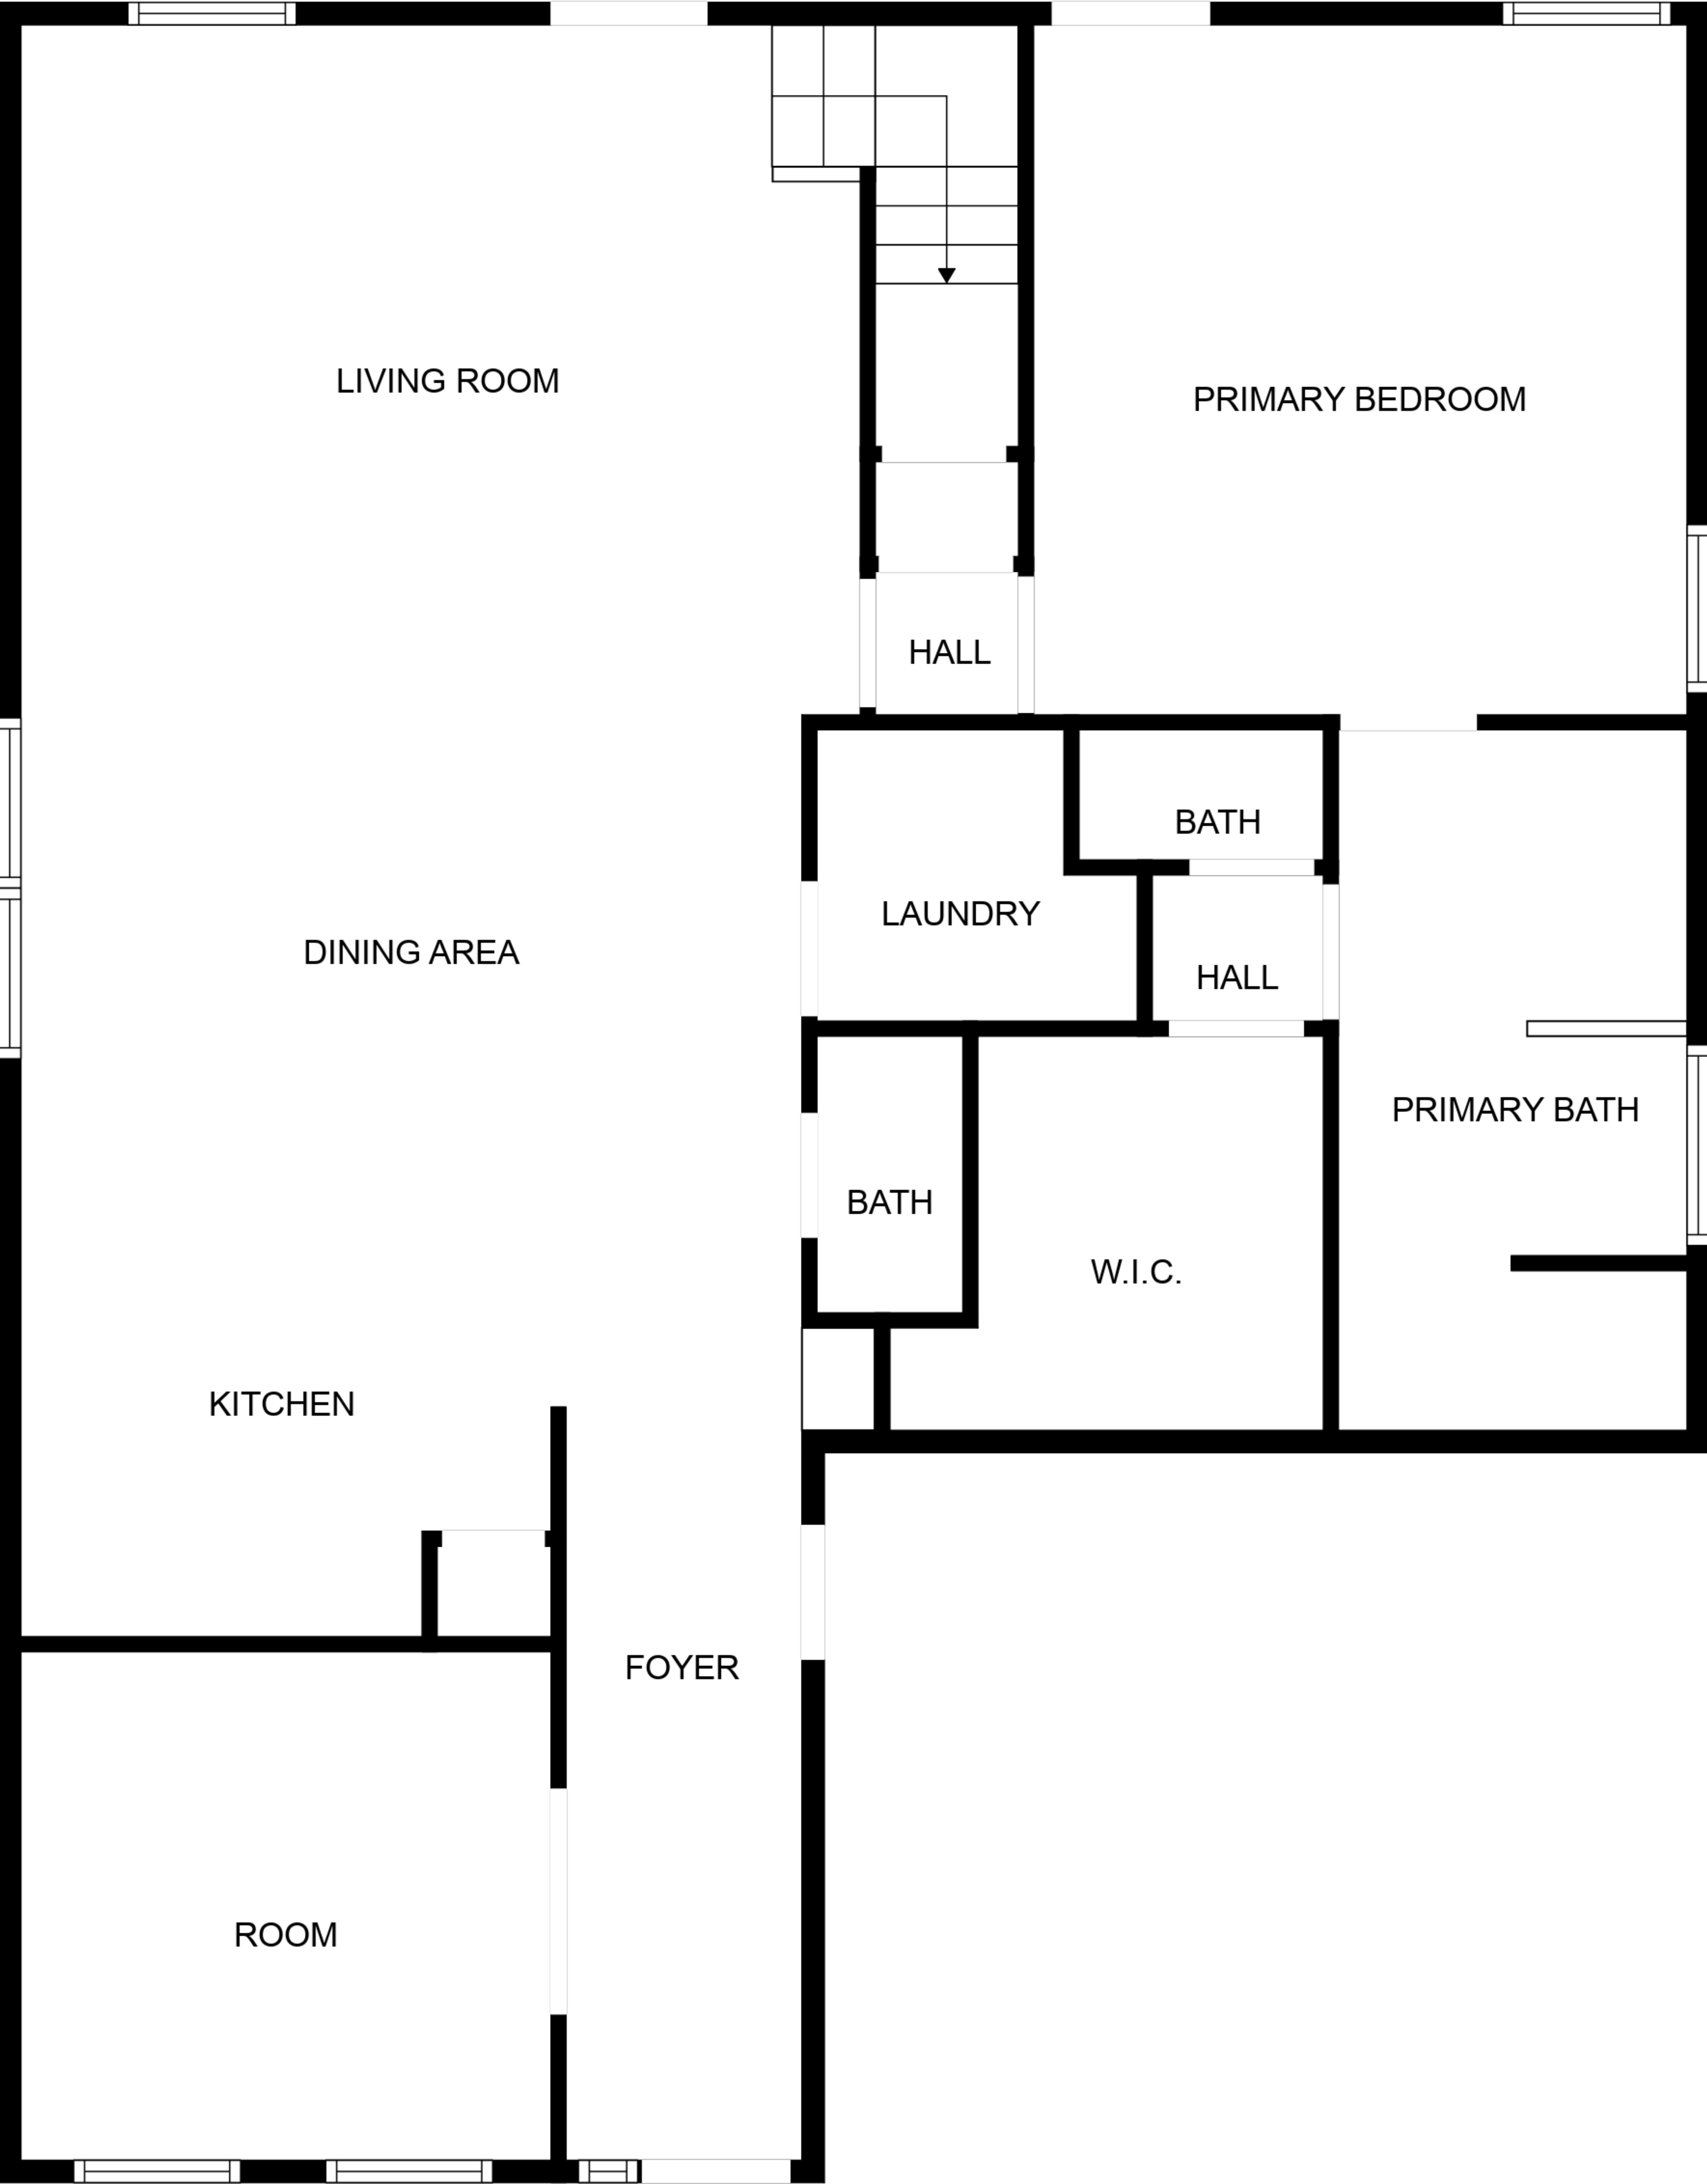 LIVING ROOM
PRIMARY BEDROOM
HALL
BATH
LAUNDRY
DINING AREA
HALL
PRIMARY BATH
BATH
W.I.C.
KITCHEN
FOYER
ROOM